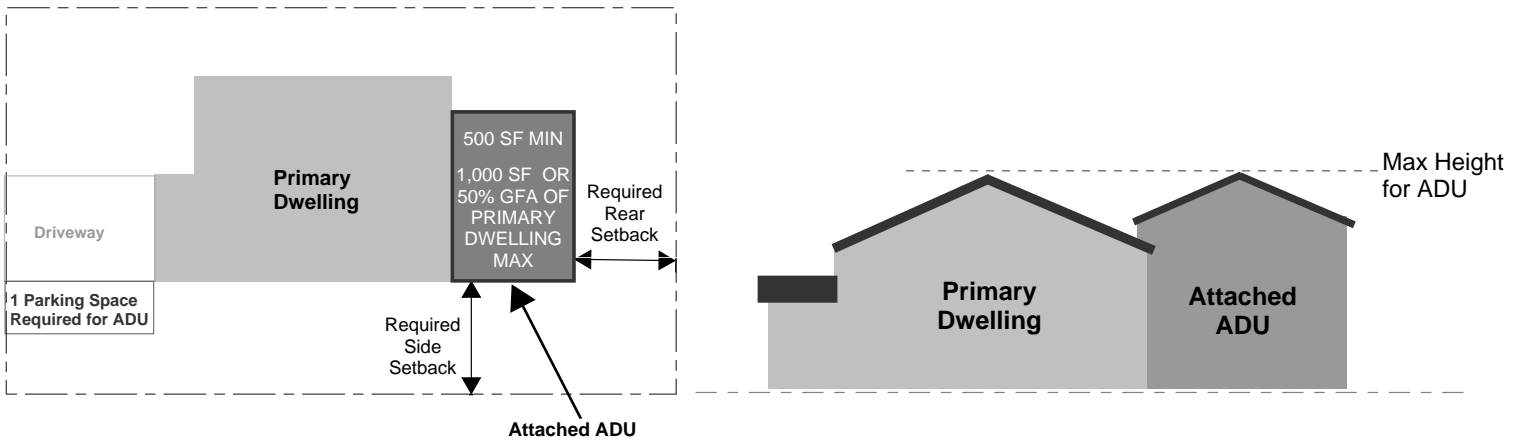 500 SF MIN
1,000 SF OR
50% GFA OF
PRIMARY
DWELLING
MAX
Primary
Dwelling
Required
Rear
Setback
Driveway
1 Parking Space
Required for ADU
Required
Side
Setback
Attached ADU
Max Height
for ADU
Primary
Dwelling
Attached
ADU